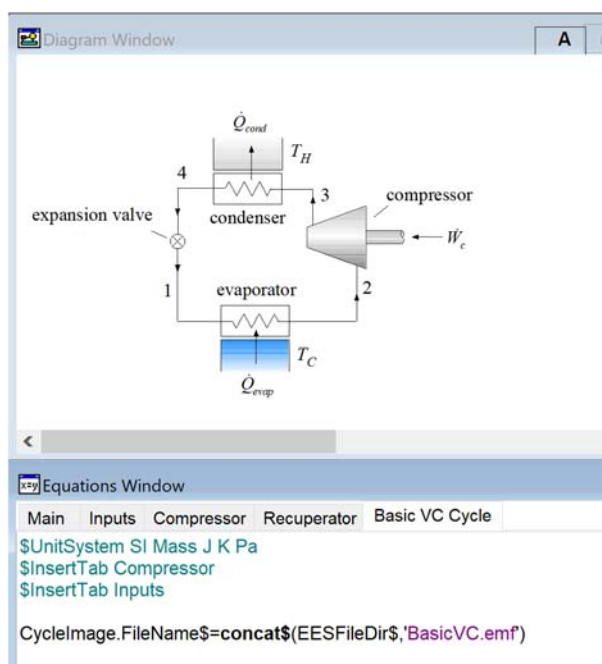 Diagram Window
A
Q̇cond
TH
4
3
compressor
expansion valve
condenser
Ẇc
1
evaporator
2
TC
Q̇evap
x=y Equations Window
Main Inputs Compressor Recuperator Basic VC Cycle
$UnitSystem SI Mass J K Pa
$InsertTab Compressor
$InsertTab Inputs
CycleImage.FileName$=concat$(EESFileDir$,'BasicVC.emf')